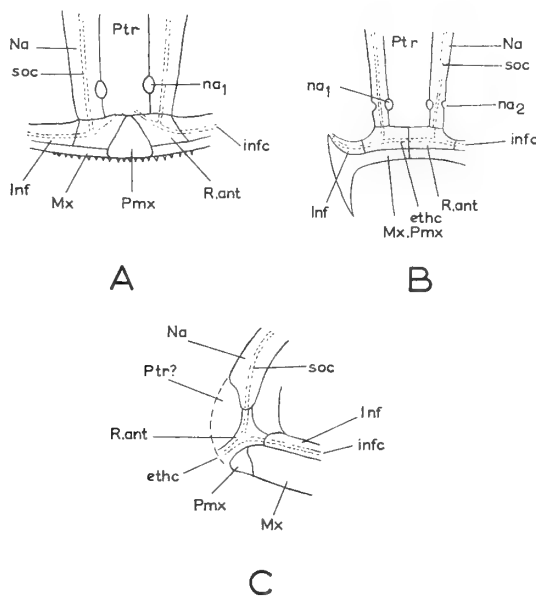 Na
Ptr
soc
na1
infc
Inf
Mx
Pmx
R.ant
A
Ptr
Na
soc
na1
na2
infc
Inf
R.ant
ethc
Mx.Pmx
B
Na
Ptr?
soc
R.ant
Inf
infc
ethc
Pmx
Mx
C